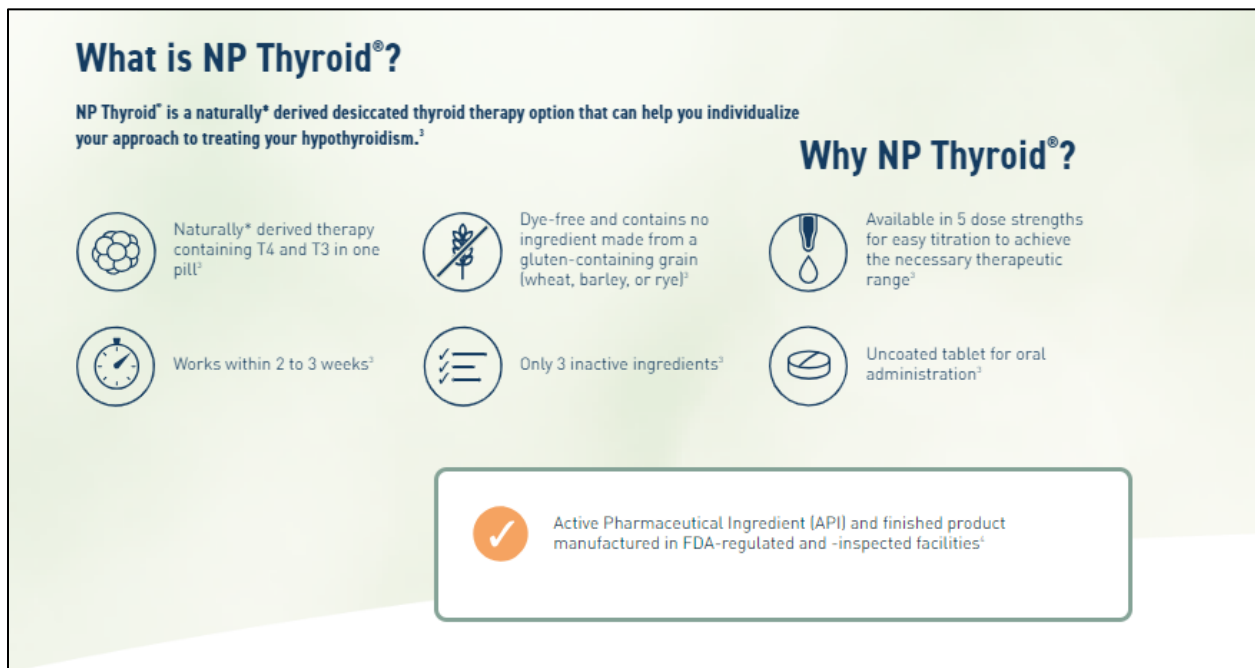 What is NP Thyroid®?
NP Thyroid® is a naturally* derived desiccated thyroid therapy option that can help you individualize
your approach to treating your hypothyroidism.³
Why NP Thyroid®?
Naturally* derived therapy
containing T4 and T3 in one
pill³
Dye-free and contains no
ingredient made from a
gluten-containing grain
(wheat, barley, or rye)³
Available in 5 dose strengths
for easy titration to achieve
the necessary therapeutic
range³
Works within 2 to 3 weeks³
Only 3 inactive ingredients³
Uncoated tablet for oral
administration³
Active Pharmaceutical Ingredient (API) and finished product
manufactured in FDA-regulated and -inspected facilities⁴